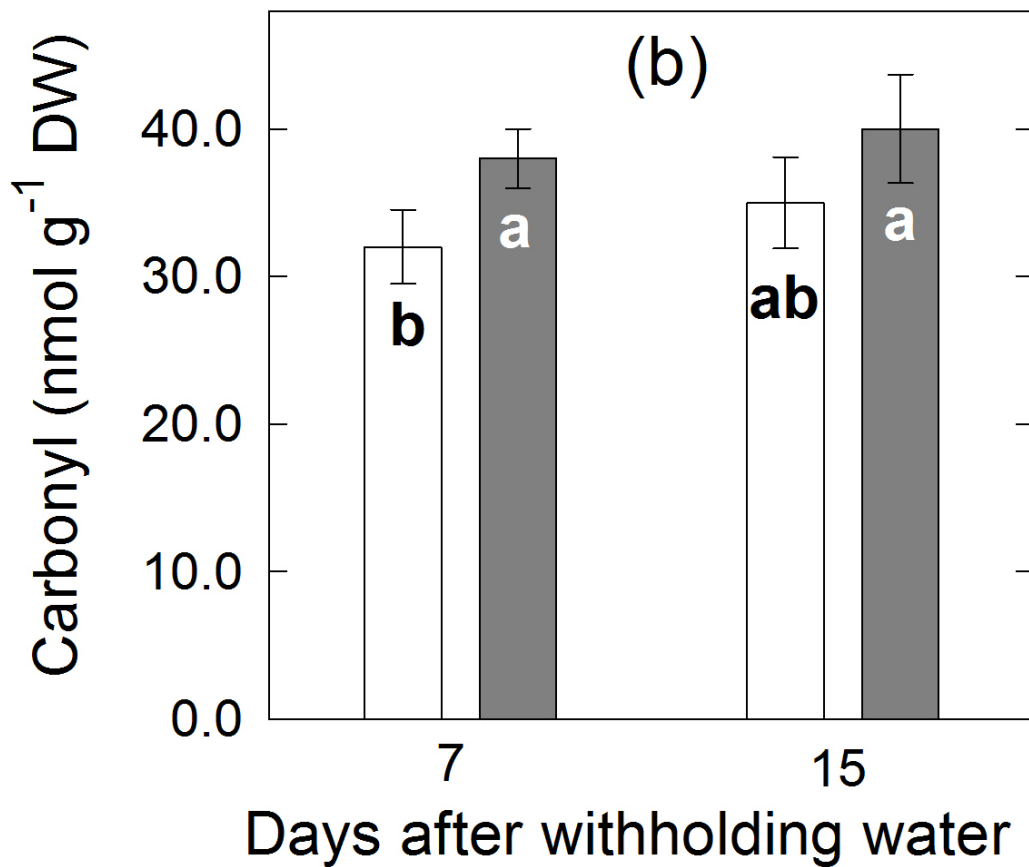 (b)
Carbonyl (nmol g⁻¹ DW)
40.0
30.0
20.0
10.0
0.0
b
a
ab
a
7
15
Days after withholding water